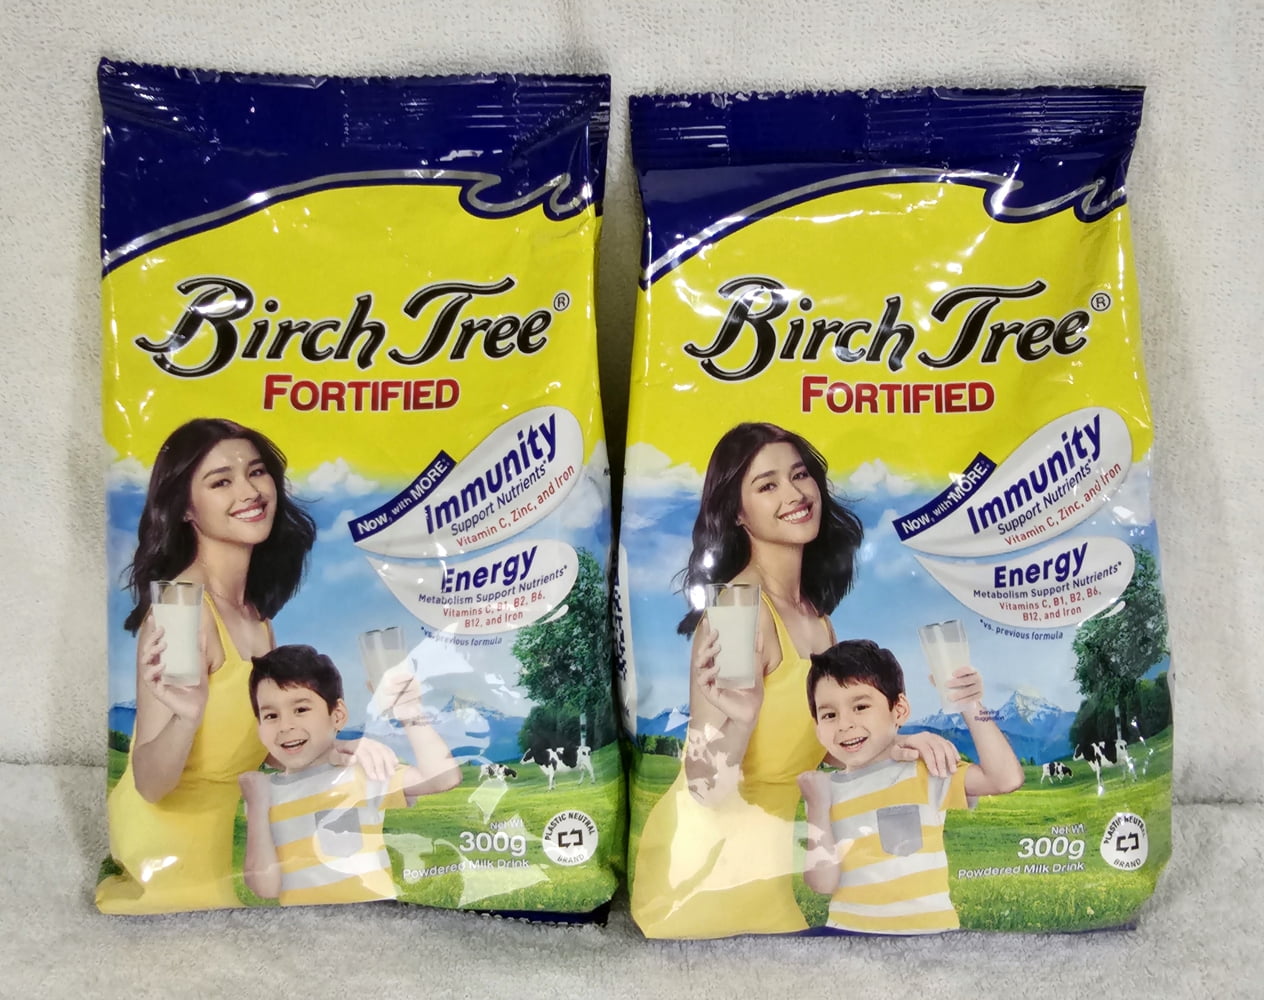 Birch Tree®
FORTIFIED
NOW, with MORE:
Immunity
Support Nutrients*
Vitamin C, Zinc, and Iron
Energy
Metabolism Support Nutrients*
Vitamins C, B1, B2, B6,
B12, and Iron
*vs. previous formula
Net Wt.
300g
Powdered Milk Drink
PLASTIC NEUTRAL
BRAND
Birch Tree®
FORTIFIED
NOW, with MORE:
Immunity
Support Nutrients*
Vitamin C, Zinc, and Iron
Energy
Metabolism Support Nutrients*
Vitamins C, B1, B2, B6,
B12, and Iron
*vs. previous formula
Serving
Suggestion
Net Wt.
300g
Powdered Milk Drink
PLASTIC NEUTRAL
BRAND